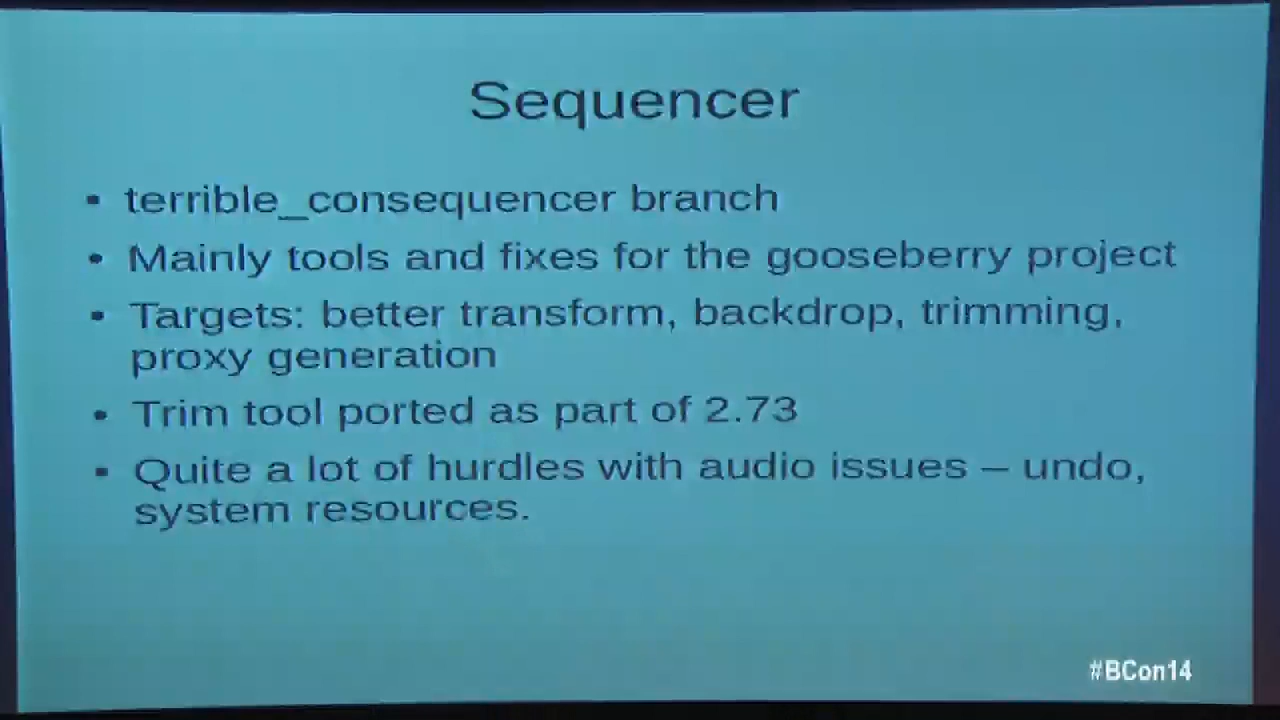 Sequencer
• terrible_consequencer branch
• Mainly tools and fixes for the gooseberry project
• Targets: better transform, backdrop, trimming,
proxy generation
• Trim tool ported as part of 2.73
• Quite a lot of hurdles with audio issues – undo,
system resources.
#BCon14